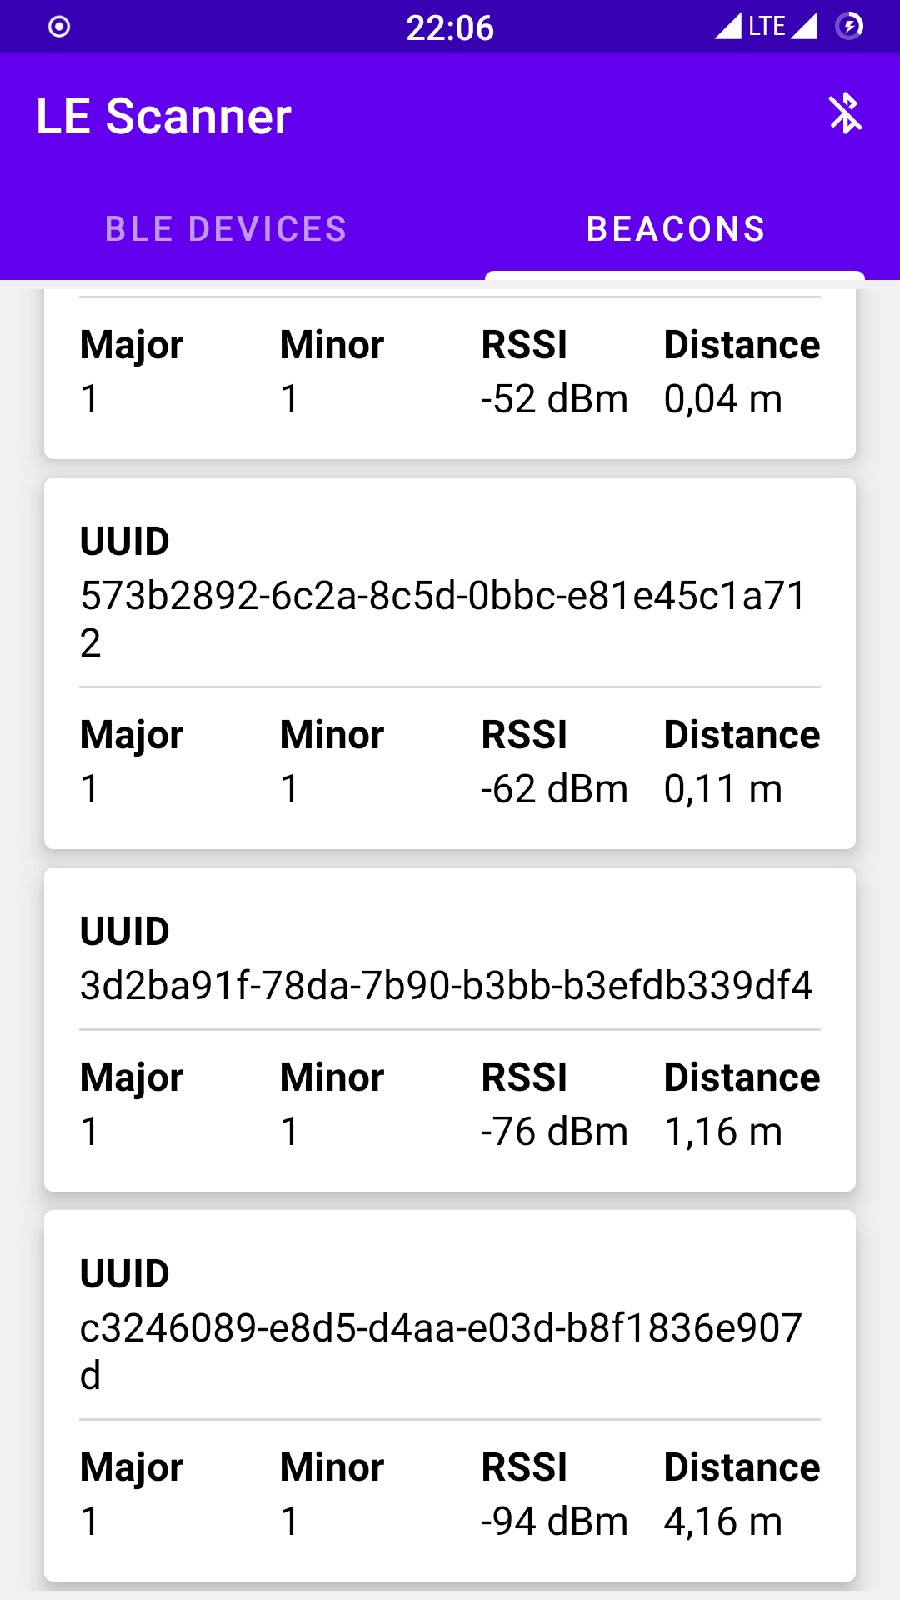 22:06 LTE
LE Scanner
BLE DEVICES BEACONS
Major Minor RSSI Distance
1 1 -52 dBm 0,04 m
UUID
573b2892-6c2a-8c5d-0bbc-e81e45c1a71
2
Major Minor RSSI Distance
1 1 -62 dBm 0,11 m
UUID
3d2ba91f-78da-7b90-b3bb-b3efdb339df4
Major Minor RSSI Distance
1 1 -76 dBm 1,16 m
UUID
c3246089-e8d5-d4aa-e03d-b8f1836e907
d
Major Minor RSSI Distance
1 1 -94 dBm 4,16 m